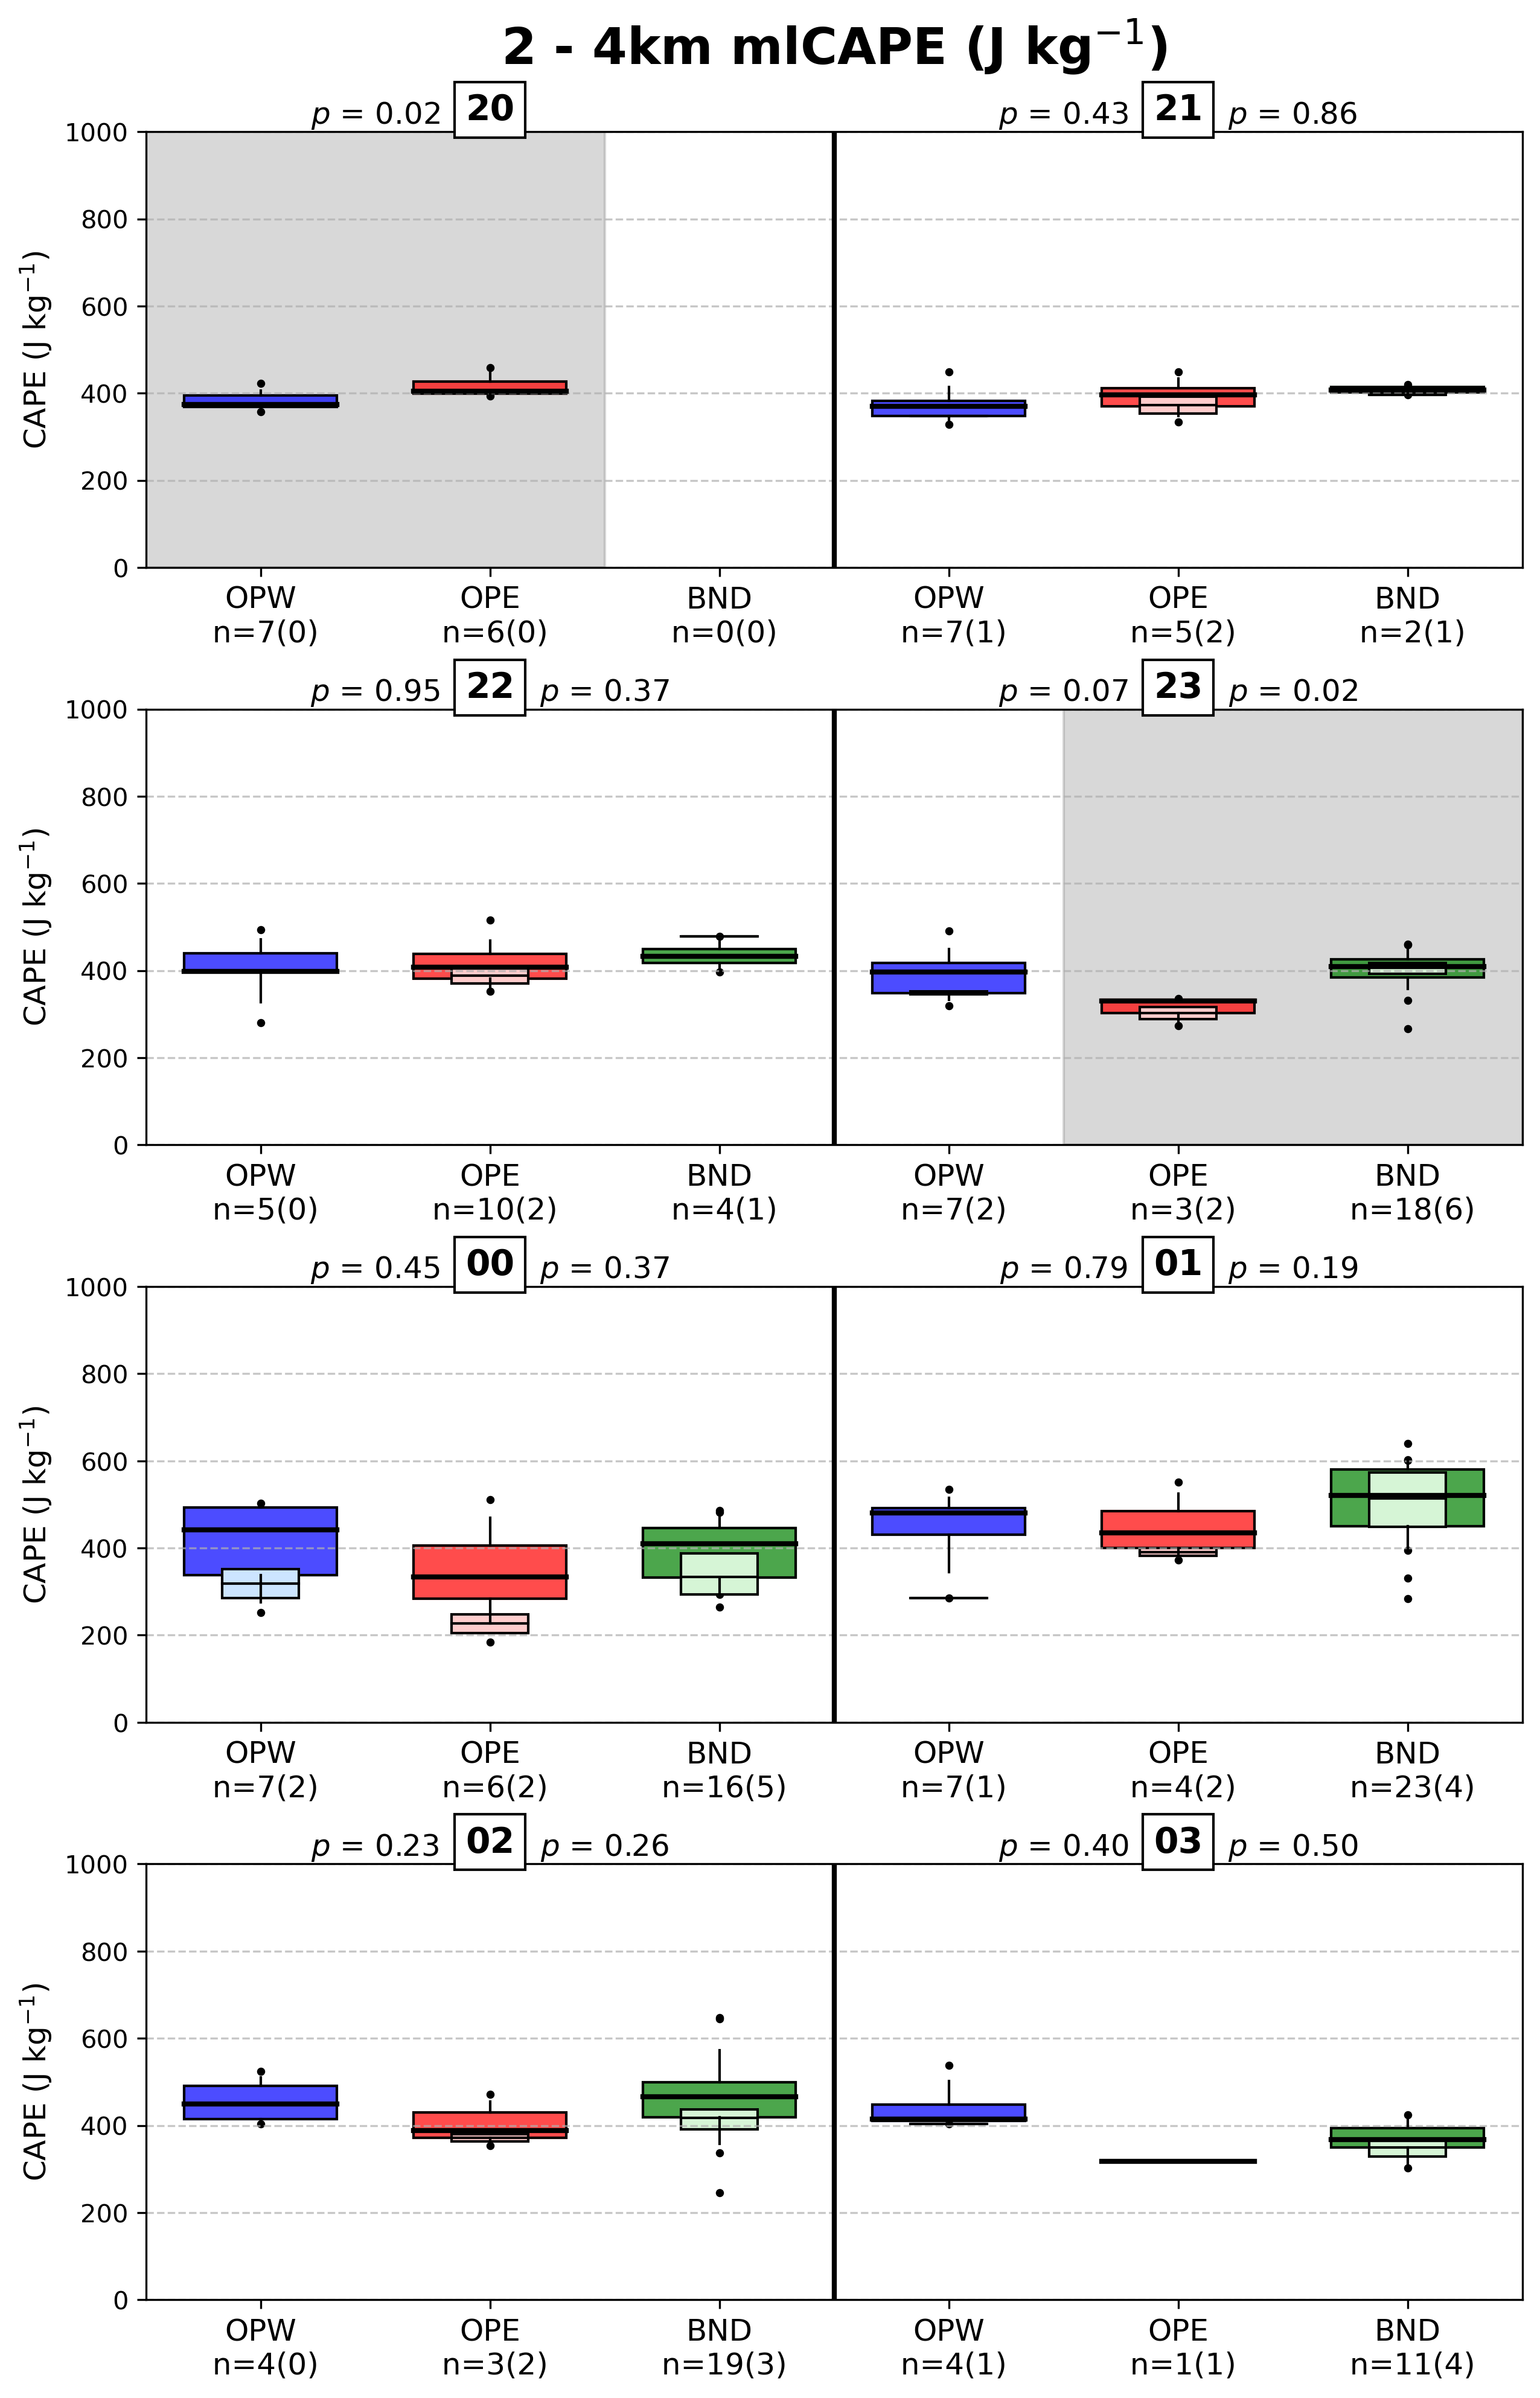 2 - 4km mlCAPE (J kg⁻¹)
p = 0.02 20
p = 0.43 21 p = 0.86
1000
800
600
400
200
0
CAPE (J kg⁻¹)
OPW OPE BND OPW OPE BND
n=7(0) n=6(0) n=0(0) n=7(1) n=5(2) n=2(1)
p = 0.95 22 p = 0.37
p = 0.07 23 p = 0.02
1000
800
600
400
200
0
CAPE (J kg⁻¹)
OPW OPE BND OPW OPE BND
n=5(0) n=10(2) n=4(1) n=7(2) n=3(2) n=18(6)
p = 0.45 00 p = 0.37
p = 0.79 01 p = 0.19
1000
800
600
400
200
0
CAPE (J kg⁻¹)
OPW OPE BND OPW OPE BND
n=7(2) n=6(2) n=16(5) n=7(1) n=4(2) n=23(4)
p = 0.23 02 p = 0.26
p = 0.40 03 p = 0.50
1000
800
600
400
200
0
CAPE (J kg⁻¹)
OPW OPE BND OPW OPE BND
n=4(0) n=3(2) n=19(3) n=4(1) n=1(1) n=11(4)